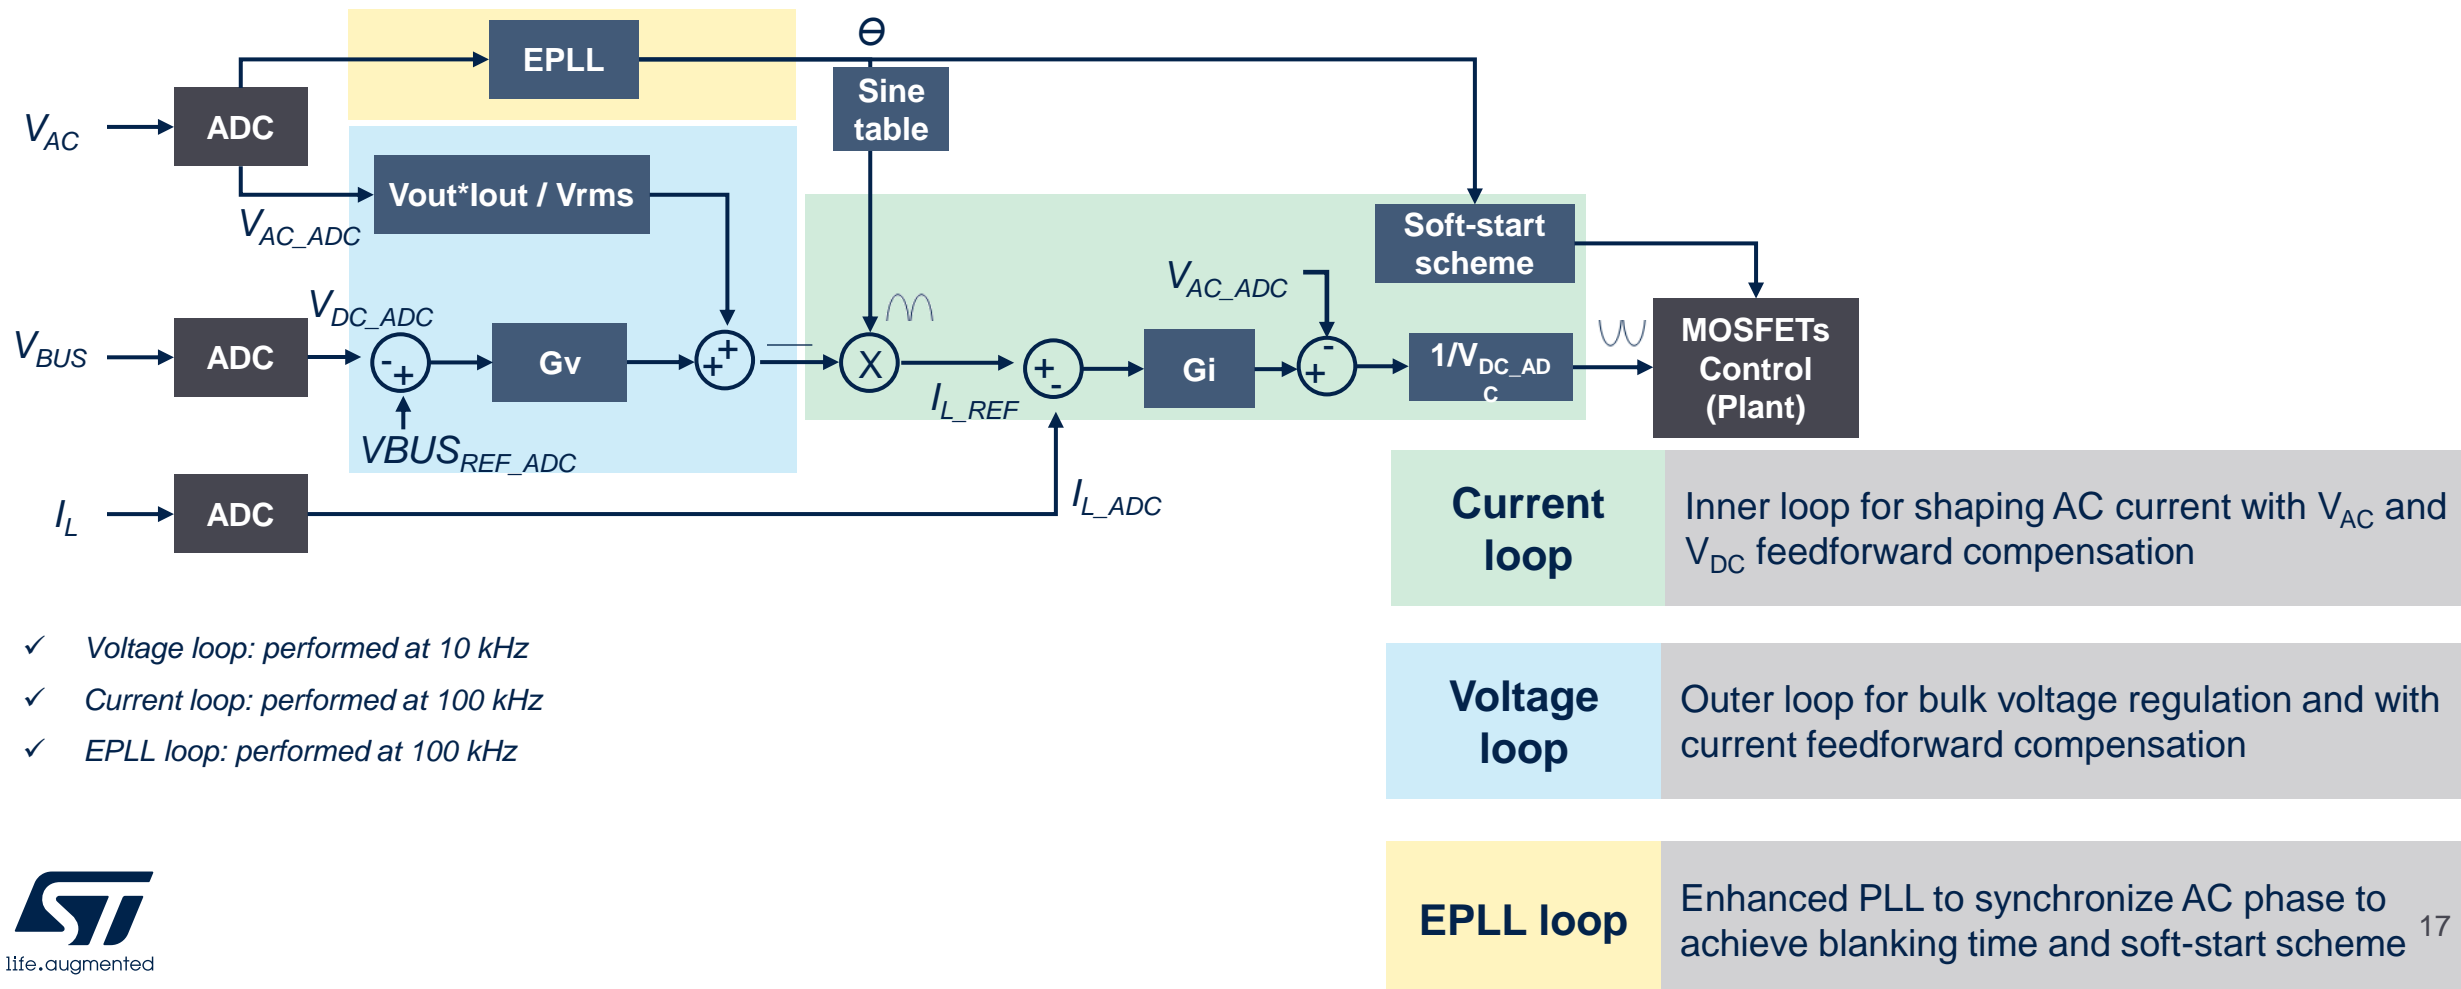 EPLL
Θ
Sine
table
V_AC
ADC
Vout*Iout / Vrms
V_AC_ADC
Soft-start
scheme
V_AC_ADC
V_DC_ADC
V_BUS
ADC
-
+
Gv
+
+
X
+
-
Gi
-
+
1/V_DC_AD
C
MOSFETs
Control
(Plant)
I_L_REF
VBUS_REF_ADC
I_L
ADC
I_L_ADC
Current
loop
Inner loop for shaping AC current with V_AC and
V_DC feedforward compensation
✓ Voltage loop: performed at 10 kHz
✓ Current loop: performed at 100 kHz
✓ EPLL loop: performed at 100 kHz
Voltage
loop
Outer loop for bulk voltage regulation and with
current feedforward compensation
EPLL loop
Enhanced PLL to synchronize AC phase to
achieve blanking time and soft-start scheme
17
ST
life.augmented